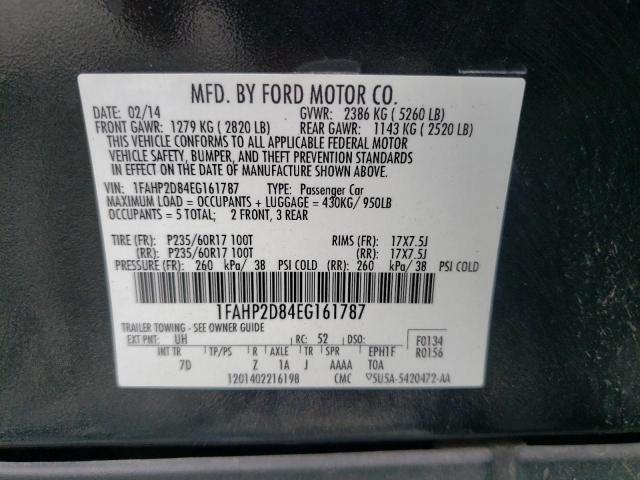 MFD. BY FORD MOTOR CO.
DATE: 02/14 GVWR: 2386 KG ( 5260 LB)
FRONT GAWR: 1279 KG ( 2820 LB) REAR GAWR: 1143 KG ( 2520 LB)
THIS VEHICLE CONFORMS TO ALL APPLICABLE FEDERAL MOTOR
VEHICLE SAFETY, BUMPER, AND THEFT PREVENTION STANDARDS
IN EFFECT ON THE DATE OF MANUFACTURE SHOWN ABOVE.
VIN: 1FAHP2D84EG161787 TYPE: Passenger Car
MAXIMUM LOAD = OCCUPANTS + LUGGAGE = 430KG/950LB
OCCUPANTS = 5 TOTAL; 2 FRONT, 3 REAR
TIRE (FR): P235/60R17 100T RIMS (FR): 17X7.5J
(RR): P235/60R17 100T (RR): 17X7.5J
PRESSURE (FR): 260 kPa/ 38 PSI COLD (RR): 260 kPa/ 38 PSI COLD
1FAHP2D84EG161787
TRAILER TOWING - SEE OWNER GUIDE
EXT PNT: UH RC: 52 DSO: F0134
INT TR TP/PS R AXLE TR SPR EPH1F R0156
7D Z 1A J AAAA T0A
1201402216198 CMC 5U5A-5420472-AA